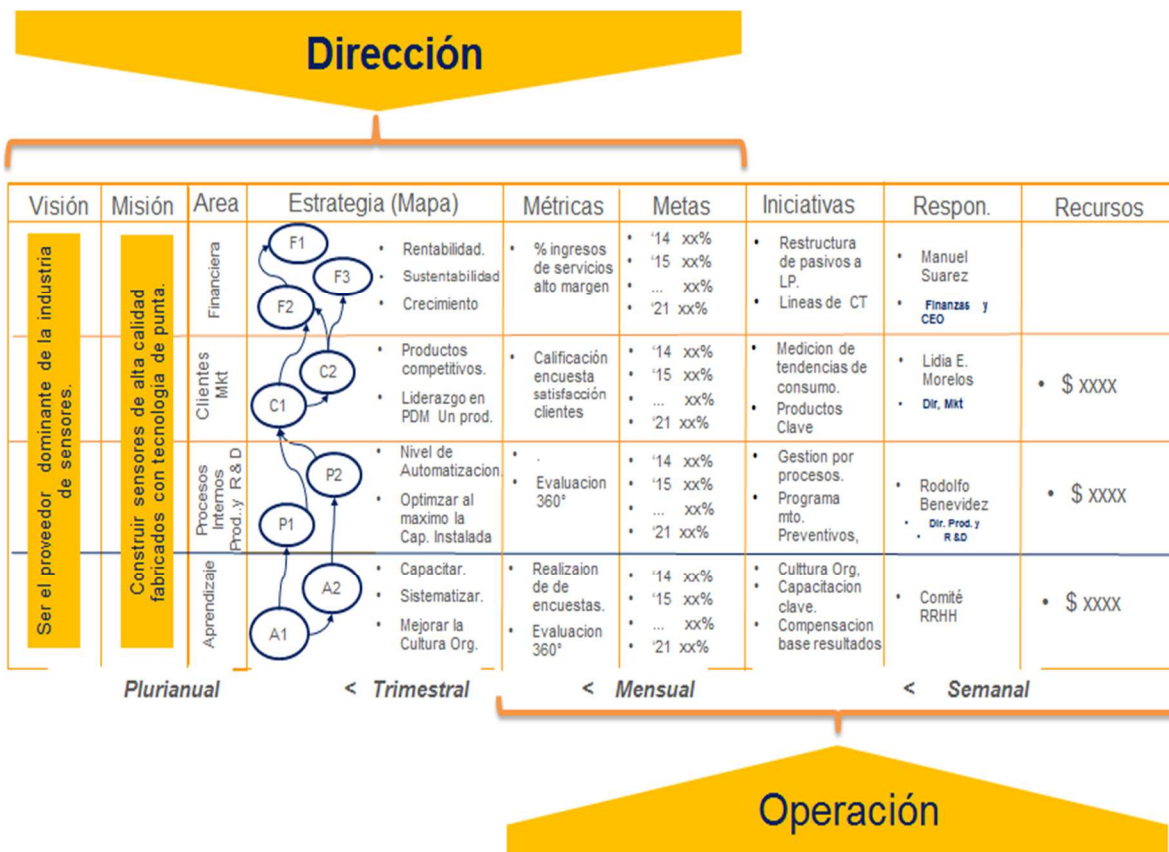 Dirección
Visión
Misión
Area
Estrategia (Mapa)
Métricas
Metas
Iniciativas
Respon.
Recursos
Ser el proveedor dominante de la industria
de sensores.
Construir sensores de alta calidad
fabricados con tecnologia de punta.
Financiera
F1
F3
F2
• Rentabilidad.
• Sustentabilidad
• Crecimiento
• % ingresos
de servicios
alto margen
• '14 xx%
• '15 xx%
• ... xx%
• '21 xx%
• Restructura
de pasivos a
LP.
• Lineas de CT
• Manuel
Suarez
• Finanzas y
CEO
Clientes
Mkt
C2
C1
• Productos
competitivos.
• Liderazgo en
PDM Un prod.
• Calificación
encuesta
satisfacción
clientes
• '14 xx%
• '15 xx%
• ... xx%
• '21 xx%
• Medicion de
tendencias de
consumo.
• Productos
Clave
• Lidia E.
Morelos
• Dir, Mkt
• $ xxxx
Procesos
Internos
Prod..y R & D
P2
P1
• Nivel de
Automatizacion.
• Optimzar al
maximo la
Cap. Instalada
• .
• Evaluacion
360°
• '14 xx%
• '15 xx%
• ... xx%
• '21 xx%
• Gestion por
procesos.
• Programa
mto.
Preventivos,
• Rodolfo
Benevidez
• Dir. Prod. y
• R &D
• $ xxxx
Aprendizaje
A2
A1
• Capacitar.
• Sistematizar.
• Mejorar la
Cultura Org.
• Realizaion
de de
encuestas.
• Evaluacion
360°
• '14 xx%
• '15 xx%
• ... xx%
• '21 xx%
• Culttura Org,
• Capacitacion
clave.
• Compensacion
base resultados
• Comité
RRHH
• $ xxxx
Plurianual < Trimestral < Mensual < Semanal
Operación